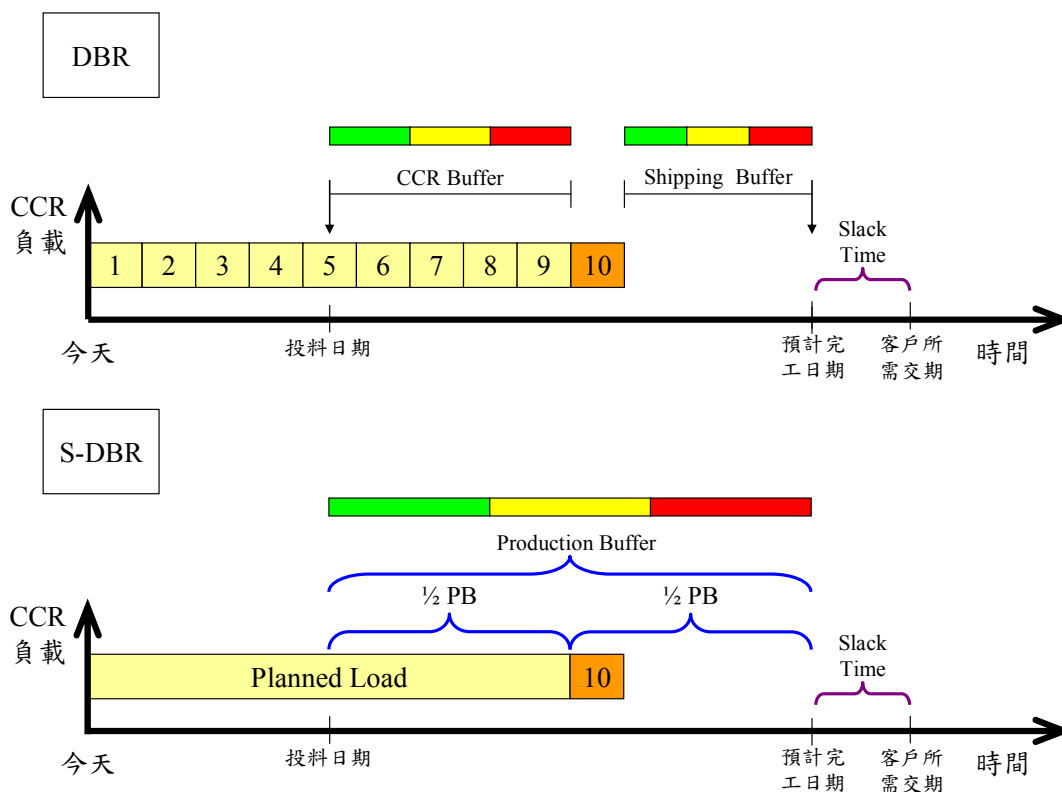 DBR
CCR Buffer
Shipping Buffer
CCR
負載
Slack
Time
1 2 3 4 5 6 7 8 9 10
今天
投料日期
預計完
工日期
客戶所
需交期
時間
S-DBR
Production Buffer
½ PB
½ PB
CCR
負載
Slack
Time
Planned Load
10
今天
投料日期
預計完
工日期
客戶所
需交期
時間